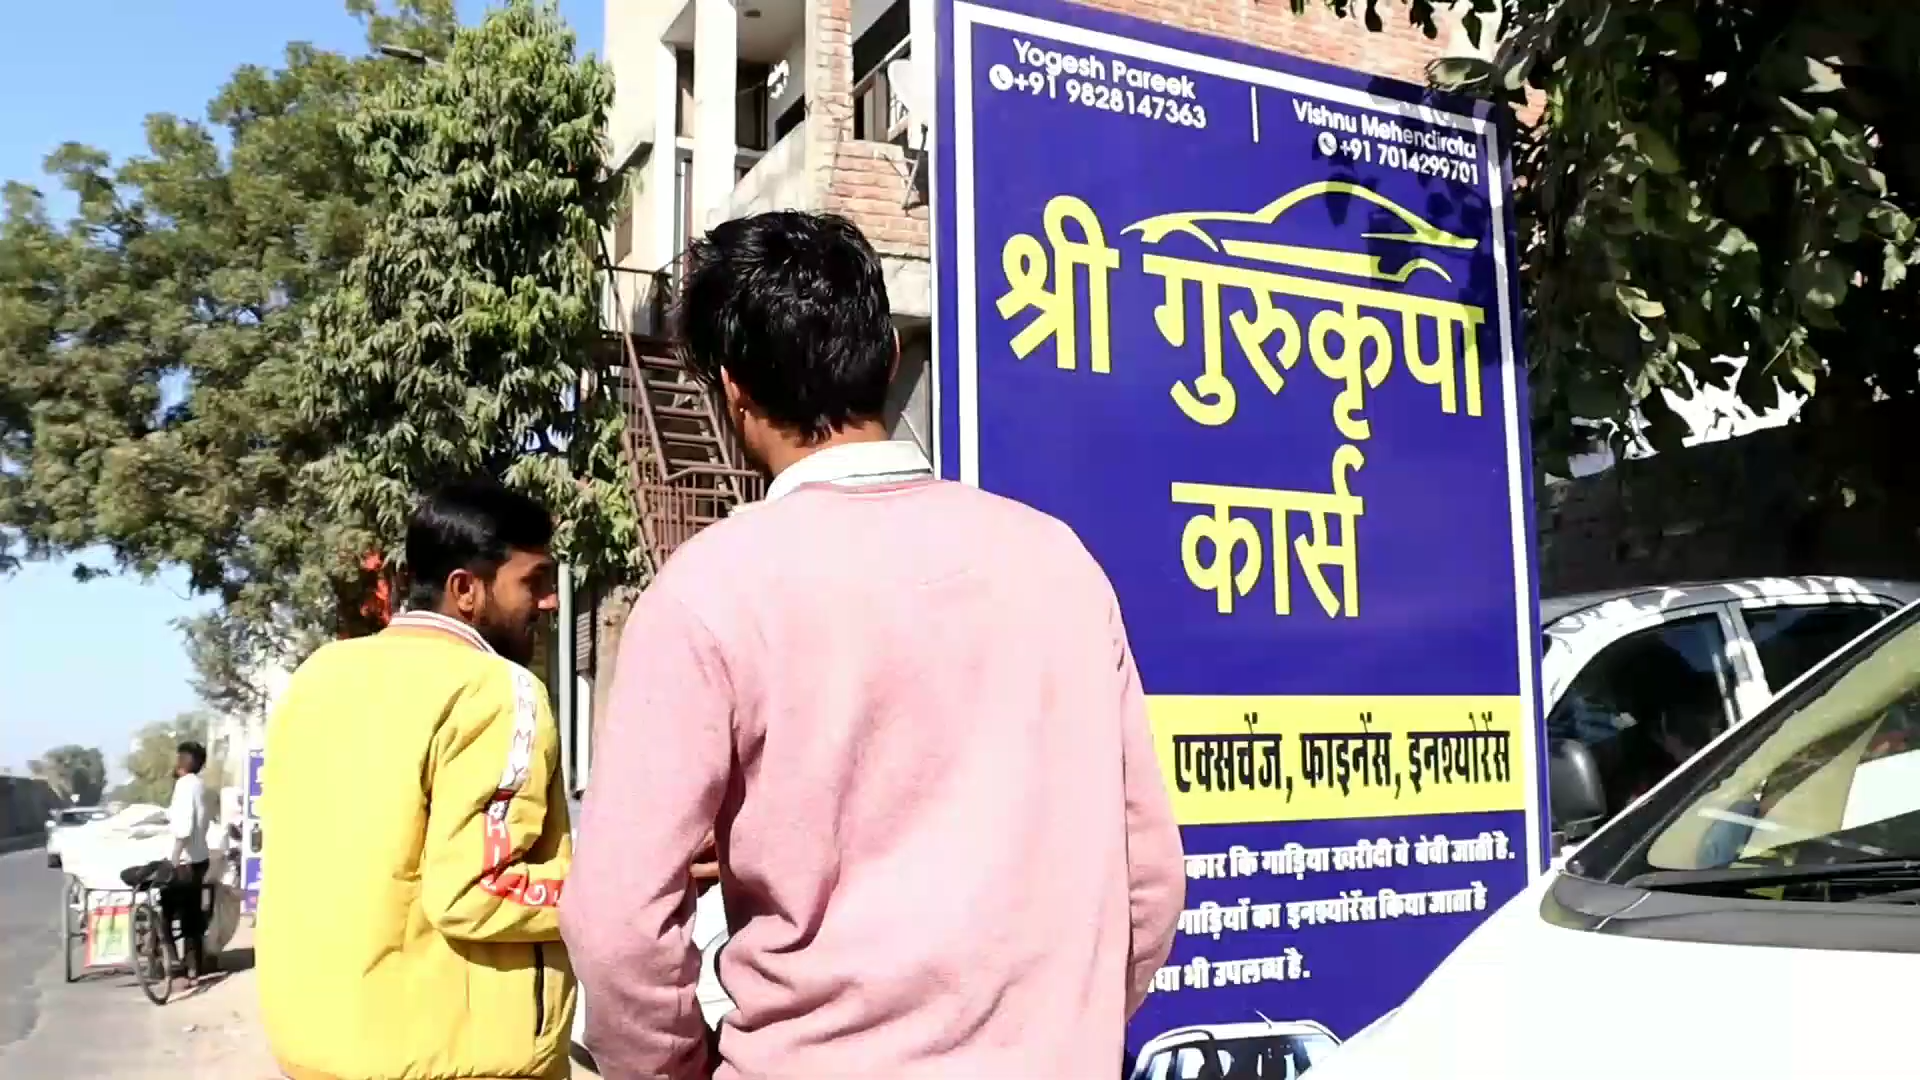 Yogesh Pareek
+91 9828147363
Vishnu Mehendirata
+91 7014299701
श्री गुरुकृपा
कार्स
एक्सचेंज, फाइनेंस, इनश्योरेंस
कि गाड़िया खरीदी बे बेची जाती है.
गाड़ियों का इनश्योरेंस किया जाता है
भी उपलब्ध है.